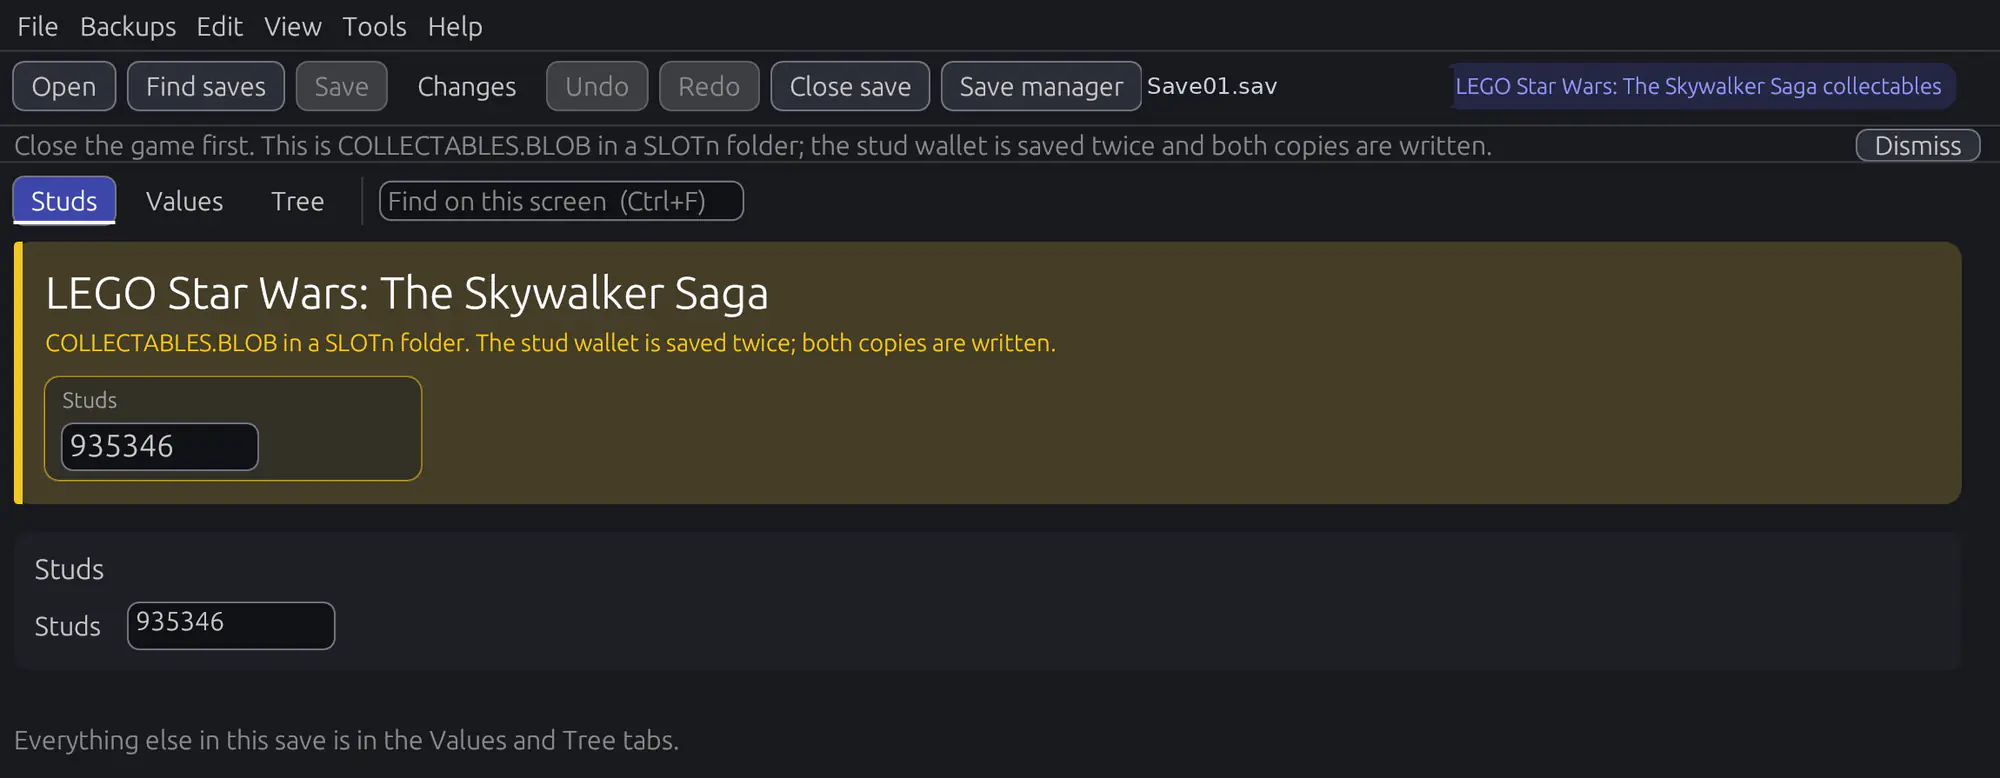 File Backups Edit View Tools Help
Open Find saves Save Changes Undo Redo Close save Save manager Save01.sav LEGO Star Wars: The Skywalker Saga collectables
Close the game first. This is COLLECTABLES.BLOB in a SLOTn folder; the stud wallet is saved twice and both copies are written. Dismiss
Studs Values Tree Find on this screen (Ctrl+F)
LEGO Star Wars: The Skywalker Saga
COLLECTABLES.BLOB in a SLOTn folder. The stud wallet is saved twice; both copies are written.
Studs
935346
Studs
Studs 935346
Everything else in this save is in the Values and Tree tabs.